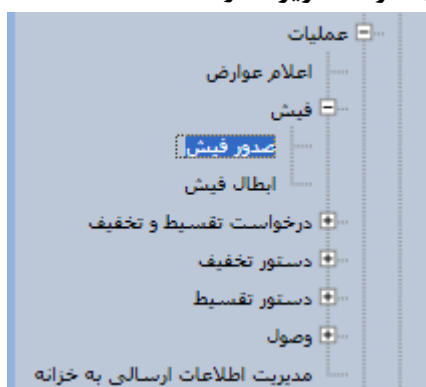 عملیات
اعلام عوارض
فیش
صدور فیش
ابطال فیش
درخواست تقسیط و تخفیف
دستور تخفیف
دستور تقسیط
وصول
مدیریت اطلاعات ارسالی به خزانه